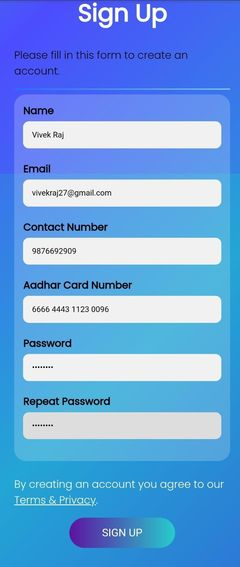 Sign Up
Please fill in this form to create an
account.
Name
Vivek Raj
Email
vivekraj27@gmail.com
Contact Number
9876692909
Aadhar Card Number
6666 4443 1123 0096
Password
••••••••
Repeat Password
••••••••
By creating an account you agree to our
Terms & Privacy.
SIGN UP